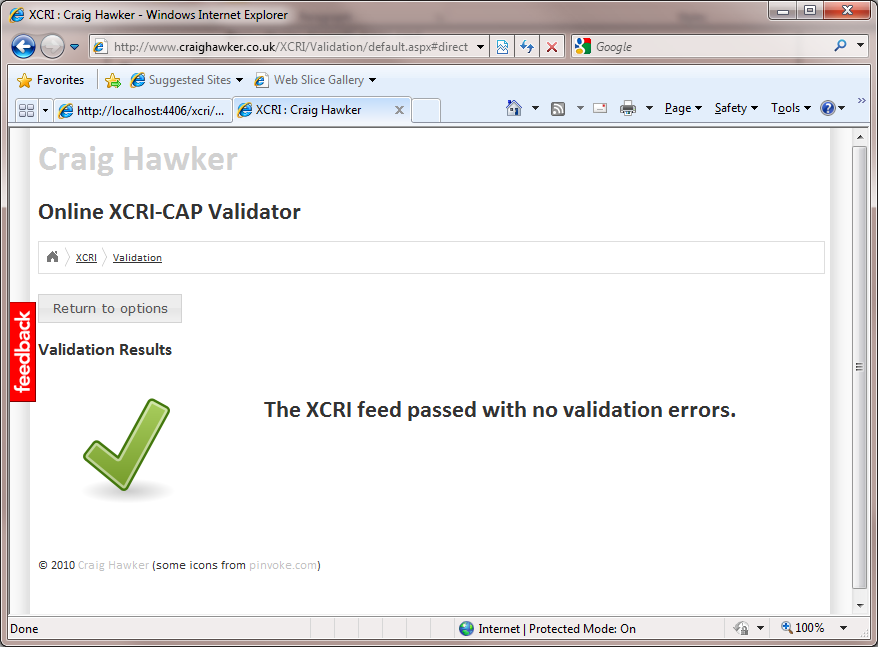 XCRI : Craig Hawker - Windows Internet Explorer
http://www.craighawker.co.uk/XCRI/Validation/default.aspx#direct
Google
Favorites
Suggested Sites
Web Slice Gallery
http://localhost:4406/xcri/...
XCRI : Craig Hawker
Page
Safety
Tools
»
Craig Hawker
Online XCRI-CAP Validator
XCRI
Validation
Return to options
feedback
Validation Results
The XCRI feed passed with no validation errors.
© 2010 Craig Hawker (some icons from pinvoke.com)
Done
Internet | Protected Mode: On
100%